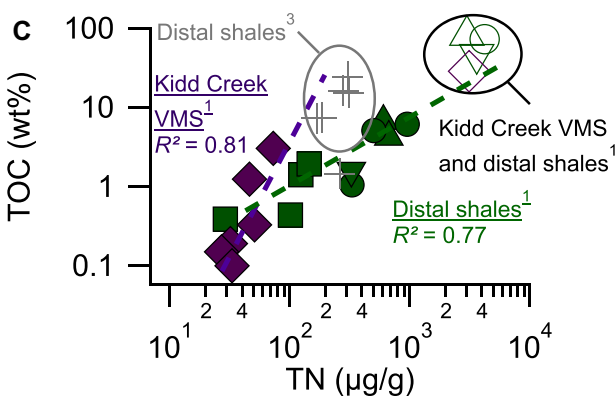 C
Distal shales³
Kidd Creek
VMS¹
R² = 0.81
Kidd Creek VMS
and distal shales¹
Distal shales¹
R² = 0.77
TOC (wt%)
100
10
1
0.1
2 4 2 4 2 4
10¹ 10² 10³ 10⁴
TN (µg/g)